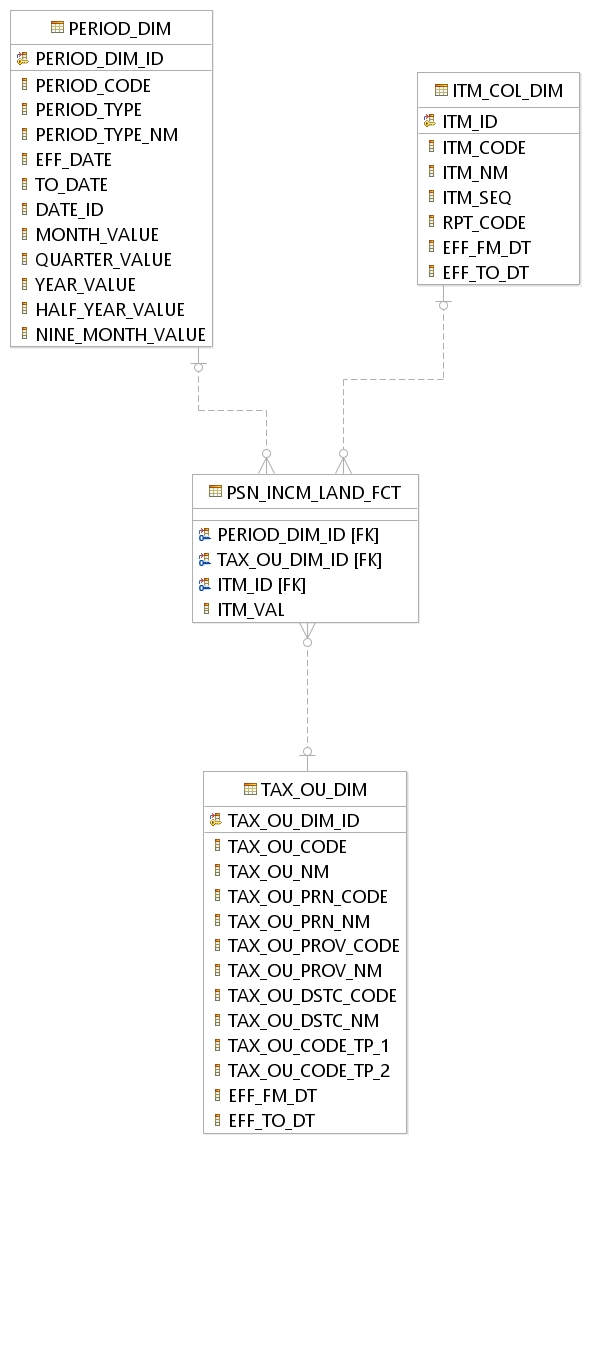 PERIOD_DIM
PERIOD_DIM_ID
PERIOD_CODE
PERIOD_TYPE
PERIOD_TYPE_NM
EFF_DATE
TO_DATE
DATE_ID
MONTH_VALUE
QUARTER_VALUE
YEAR_VALUE
HALF_YEAR_VALUE
NINE_MONTH_VALUE
ITM_COL_DIM
ITM_ID
ITM_CODE
ITM_NM
ITM_SEQ
RPT_CODE
EFF_FM_DT
EFF_TO_DT
PSN_INCM_LAND_FCT
PERIOD_DIM_ID [FK]
TAX_OU_DIM_ID [FK]
ITM_ID [FK]
ITM_VAL
TAX_OU_DIM
TAX_OU_DIM_ID
TAX_OU_CODE
TAX_OU_NM
TAX_OU_PRN_CODE
TAX_OU_PRN_NM
TAX_OU_PROV_CODE
TAX_OU_PROV_NM
TAX_OU_DSTC_CODE
TAX_OU_DSTC_NM
TAX_OU_CODE_TP_1
TAX_OU_CODE_TP_2
EFF_FM_DT
EFF_TO_DT